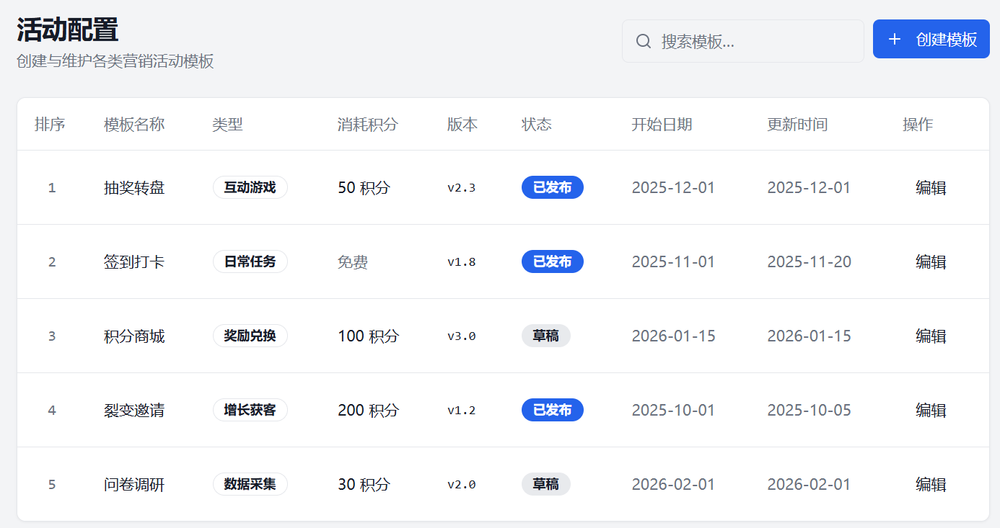 活动配置
创建与维护各类营销活动模板
搜索模板...
+ 创建模板
排序 模板名称 类型 消耗积分 版本 状态 开始日期 更新时间 操作
1 抽奖转盘 互动游戏 50 积分 v2.3 已发布 2025-12-01 2025-12-01 编辑
2 签到打卡 日常任务 免费 v1.8 已发布 2025-11-01 2025-11-20 编辑
3 积分商城 奖励兑换 100 积分 v3.0 草稿 2026-01-15 2026-01-15 编辑
4 裂变邀请 增长获客 200 积分 v1.2 已发布 2025-10-01 2025-10-05 编辑
5 问卷调研 数据采集 30 积分 v2.0 草稿 2026-02-01 2026-02-01 编辑